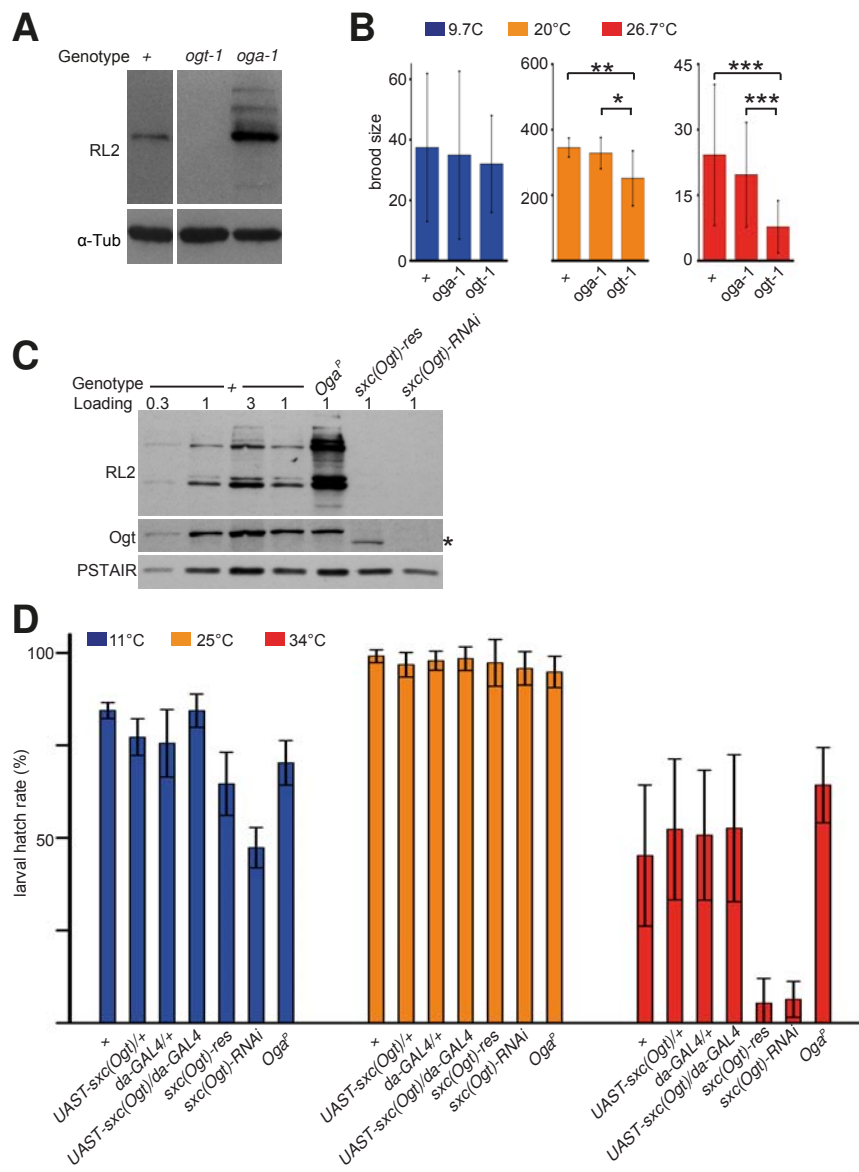 A
Genotype + ogt-1 oga-1
RL2
α-Tub
B
9.7C 20°C 26.7°C
brood size
60
40
20
0
**
*
600
400
200
0
***
***
45
30
15
0
+ oga-1 ogt-1
+ oga-1 ogt-1
+ oga-1 ogt-1
C
Genotype + Ogaᴾ sxc(Ogt)-res sxc(Ogt)-RNAi
Loading 0.3 1 3 1 1 1 1
RL2
Ogt *
PSTAIR
D
11°C 25°C 34°C
larval hatch rate (%)
100
50
+ UAST-sxc(Ogt)/+ da-GAL4/+ UAST-sxc(Ogt)/da-GAL4 sxc(Ogt)-res sxc(Ogt)-RNAi Ogaᴾ
+ UAST-sxc(Ogt)/+ da-GAL4/+ UAST-sxc(Ogt)/da-GAL4 sxc(Ogt)-res sxc(Ogt)-RNAi Ogaᴾ
+ UAST-sxc(Ogt)/+ da-GAL4/+ UAST-sxc(Ogt)/da-GAL4 sxc(Ogt)-res sxc(Ogt)-RNAi Ogaᴾ